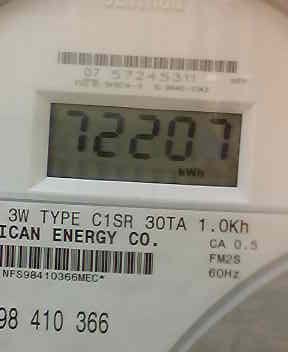 07 57245311
72207
kWh
3W TYPE C1SR 30TA 1.0Kh
ICAN ENERGY CO.
CA 0.5
FM2S
60Hz
NFS98410366MEC*
98 410 366